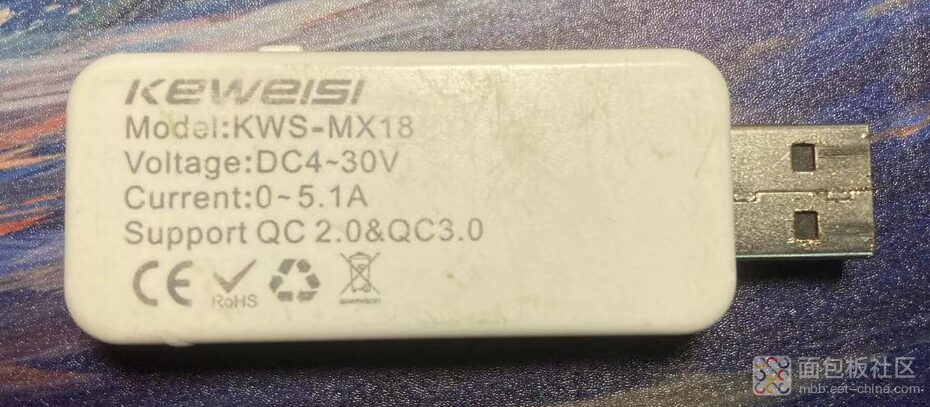 KEWEISI
Model:KWS-MX18
Voltage:DC4~30V
Current:0~5.1A
Support QC 2.0&QC3.0
CE
RoHS
面包板社区
mbb.eet-china.com